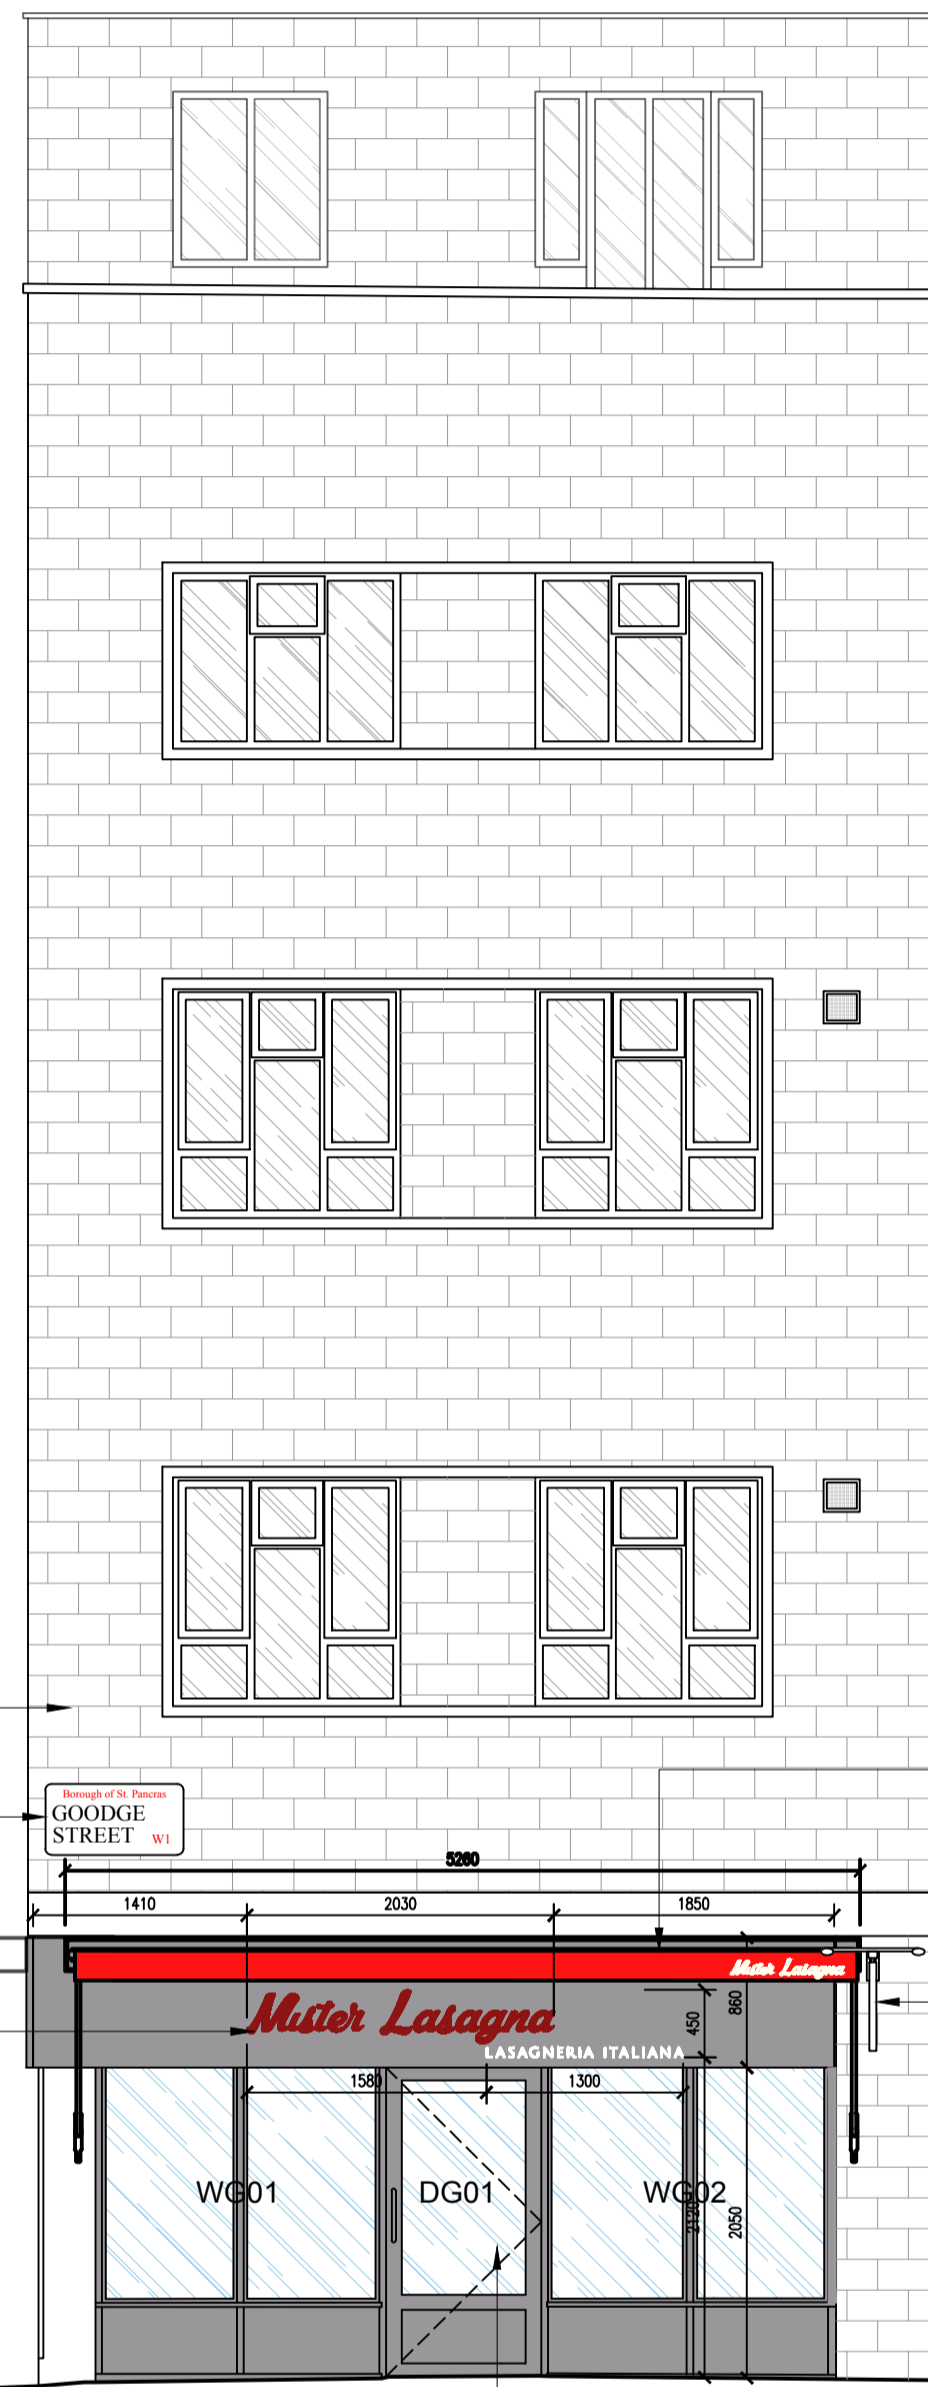 Borough of St. Pancras
GOODGE
STREET W1
5260
1410 2030 1850
Mister Lasagna
860
450
Mister Lasagna
LASAGNERIA ITALIANA
1580 1300
WG01 DG01 WG02
2120
2050